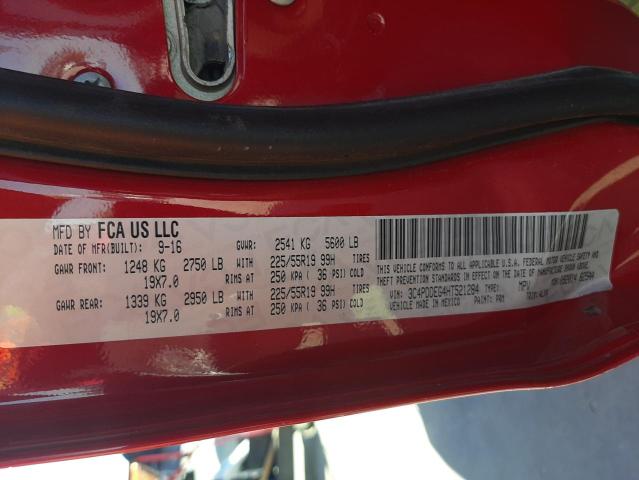 MFD BY FCA US LLC
DATE OF MFR(BUILT): 9-16 GVWR: 2541 KG 5600 LB
GAWR FRONT: 1248 KG 2750 LB WITH 225/55R19 99H TIRES
19X7.0 RIMS AT 250 KPA ( 36 PSI) COLD
GAWR REAR: 1339 KG 2950 LB WITH 225/55R19 99H TIRES
19X7.0 RIMS AT 250 KPA ( 36 PSI) COLD
THIS VEHICLE CONFORMS TO ALL APPLICABLE U.S.A. FEDERAL MOTOR VEHICLE SAFETY AND
THEFT PREVENTION STANDARDS IN EFFECT ON THE DATE OF MANUFACTURE SHOWN ABOVE.
VIN: 3C4PDDEG4HT521284 TYPE: MPV
VEHICLE MADE IN MEXICO PAINT: TRIM: